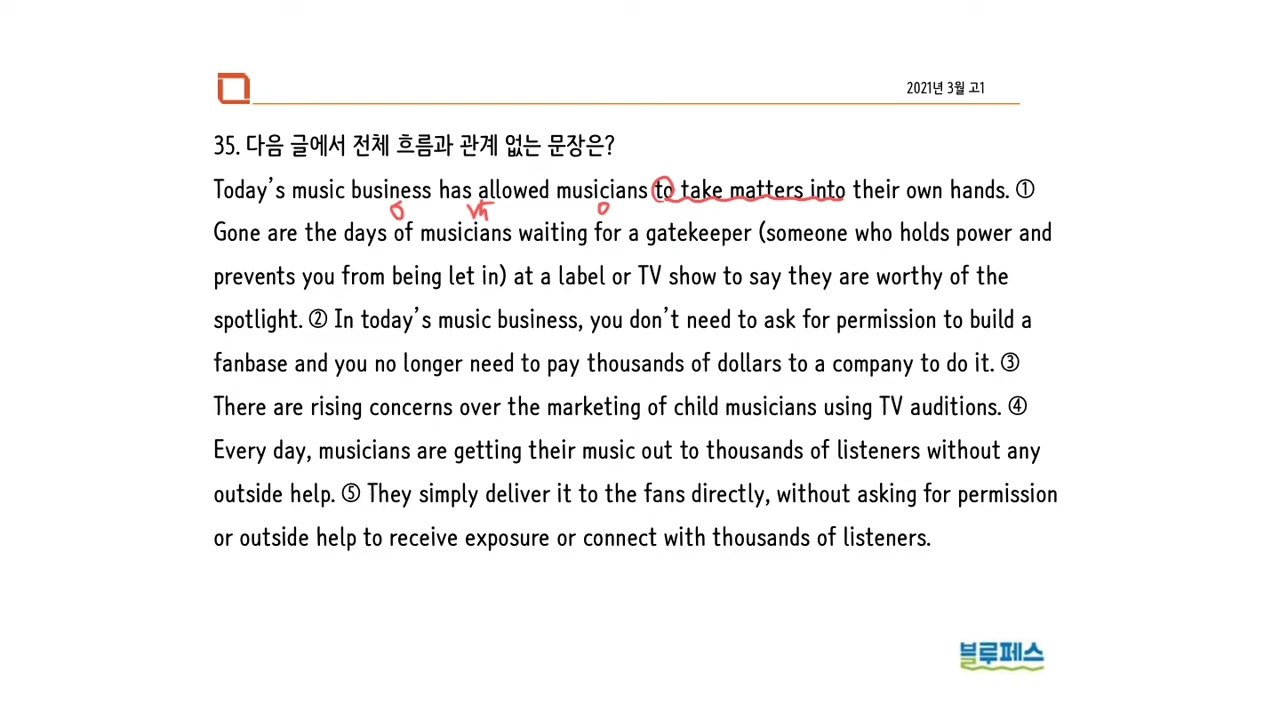 2021년 3월 고1
35. 다음 글에서 전체 흐름과 관계 없는 문장은?
Today's music business has allowed musicians to take matters into their own hands. ①
Gone are the days of musicians waiting for a gatekeeper (someone who holds power and
prevents you from being let in) at a label or TV show to say they are worthy of the
spotlight. ② In today's music business, you don't need to ask for permission to build a
fanbase and you no longer need to pay thousands of dollars to a company to do it. ③
There are rising concerns over the marketing of child musicians using TV auditions. ④
Every day, musicians are getting their music out to thousands of listeners without any
outside help. ⑤ They simply deliver it to the fans directly, without asking for permission
or outside help to receive exposure or connect with thousands of listeners.
블루페스